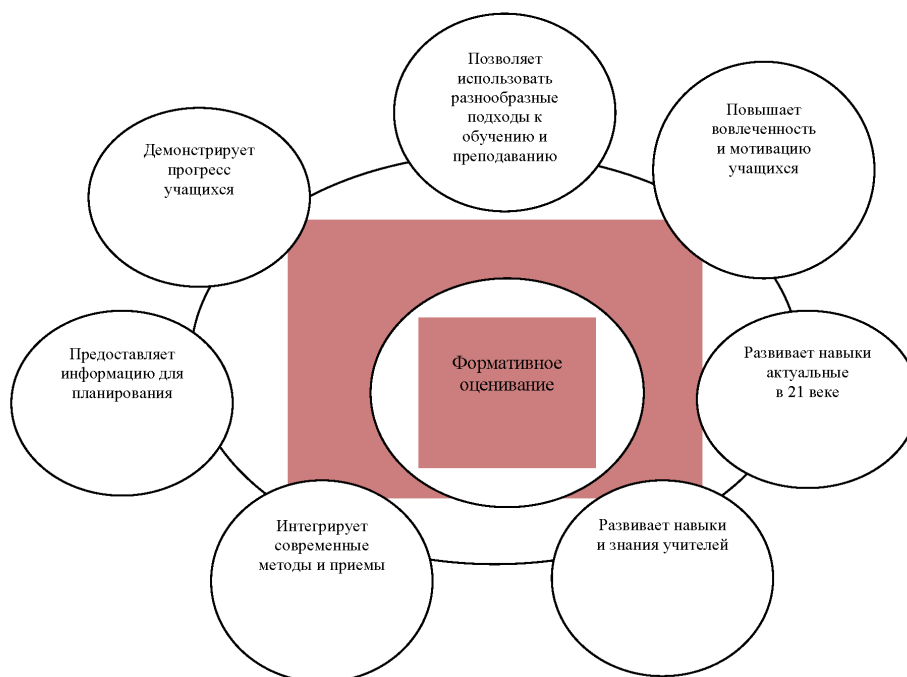 Позволяет
использовать
разнообразные
подходы к
обучению и
преподаванию
Повышает
вовлеченность
и мотивацию
учащихся
Демонстрирует
прогресс
учащихся
Предоставляет
информацию для
планирования
Формативное
оценивание
Развивает навыки
актуальные
в 21 веке
Интегрирует
современные
методы и приемы
Развивает навыки
и знания учителей